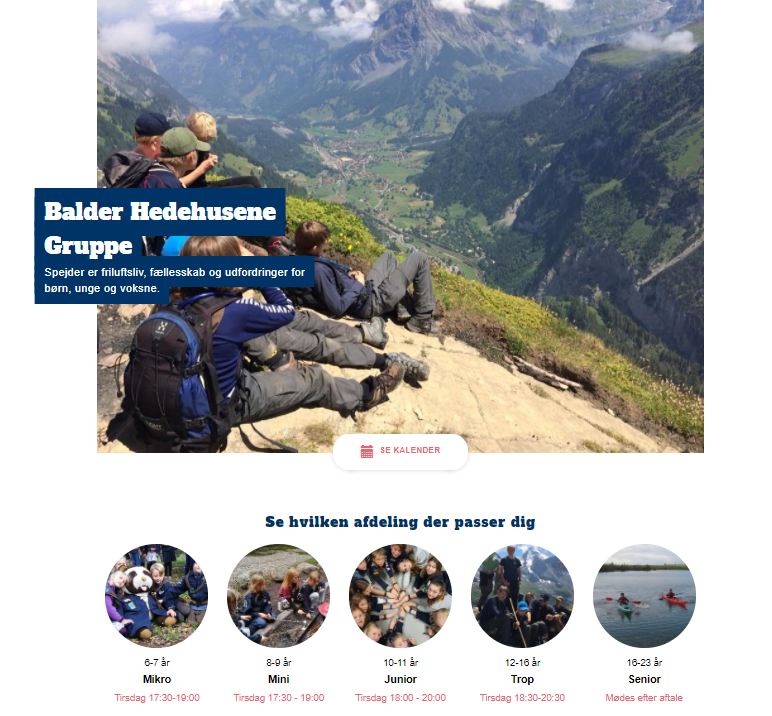 Balder Hedehusene
Gruppe
Spejder er friluftsliv, fællesskab og udfordringer for
børn, unge og voksne.
SE KALENDER
Se hvilken afdeling der passer dig
6-7 år
Mikro
Tirsdag 17:30-19:00
8-9 år
Mini
Tirsdag 17:30 - 19:00
10-11 år
Junior
Tirsdag 18:00 - 20:00
12-16 år
Trop
Tirsdag 18:30-20:30
16-23 år
Senior
Mødes efter aftale